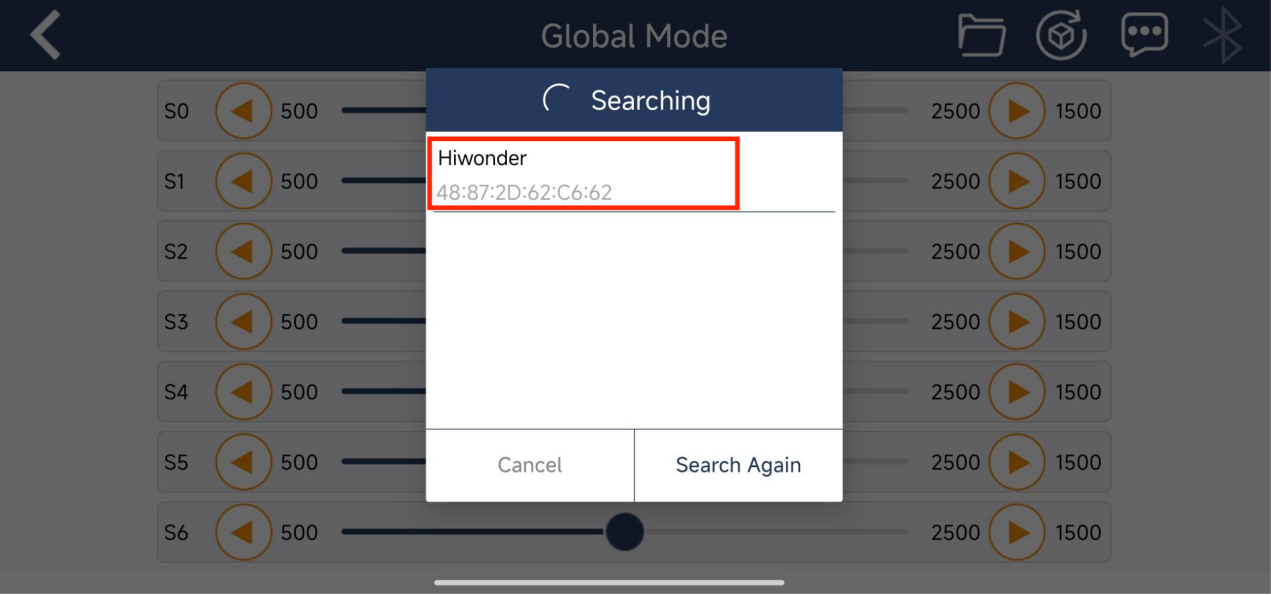 Global Mode
Searching
Hiwonder
48:87:2D:62:C6:62
Cancel
Search Again
S0 500 2500 1500
S1 500 2500 1500
S2 500 2500 1500
S3 500 2500 1500
S4 500 2500 1500
S5 500 2500 1500
S6 500 2500 1500